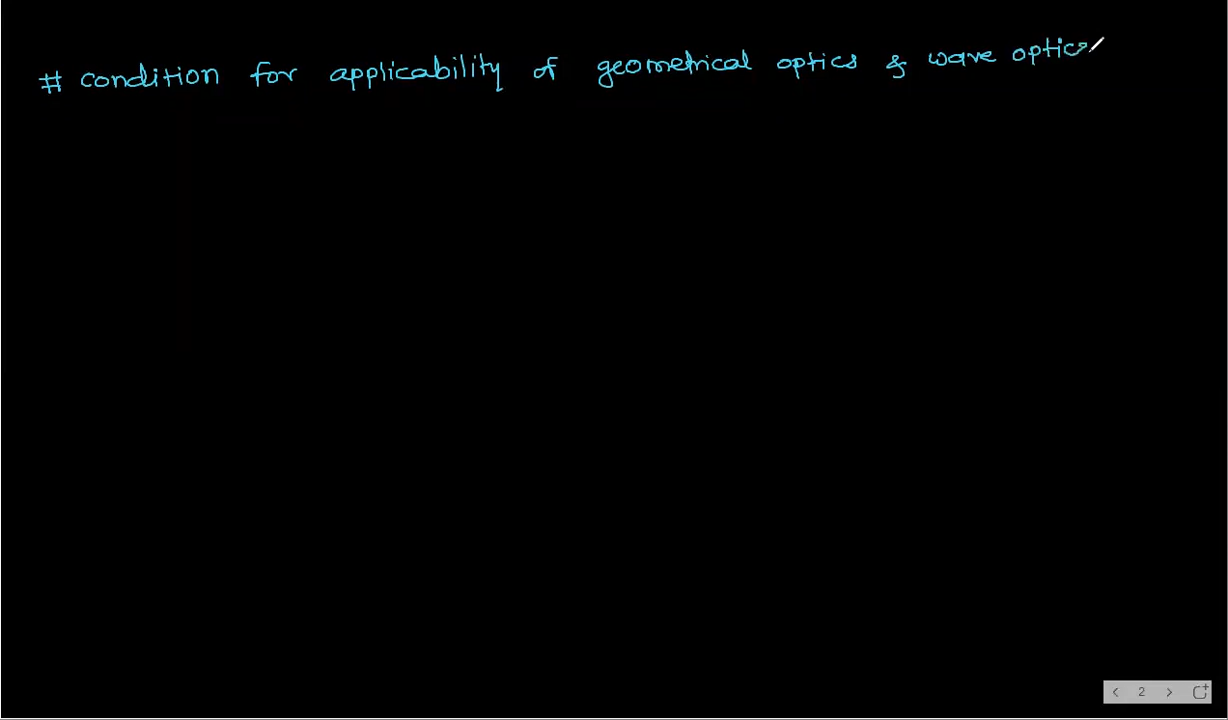 # condition for applicability of geometrical optics & wave optics
2